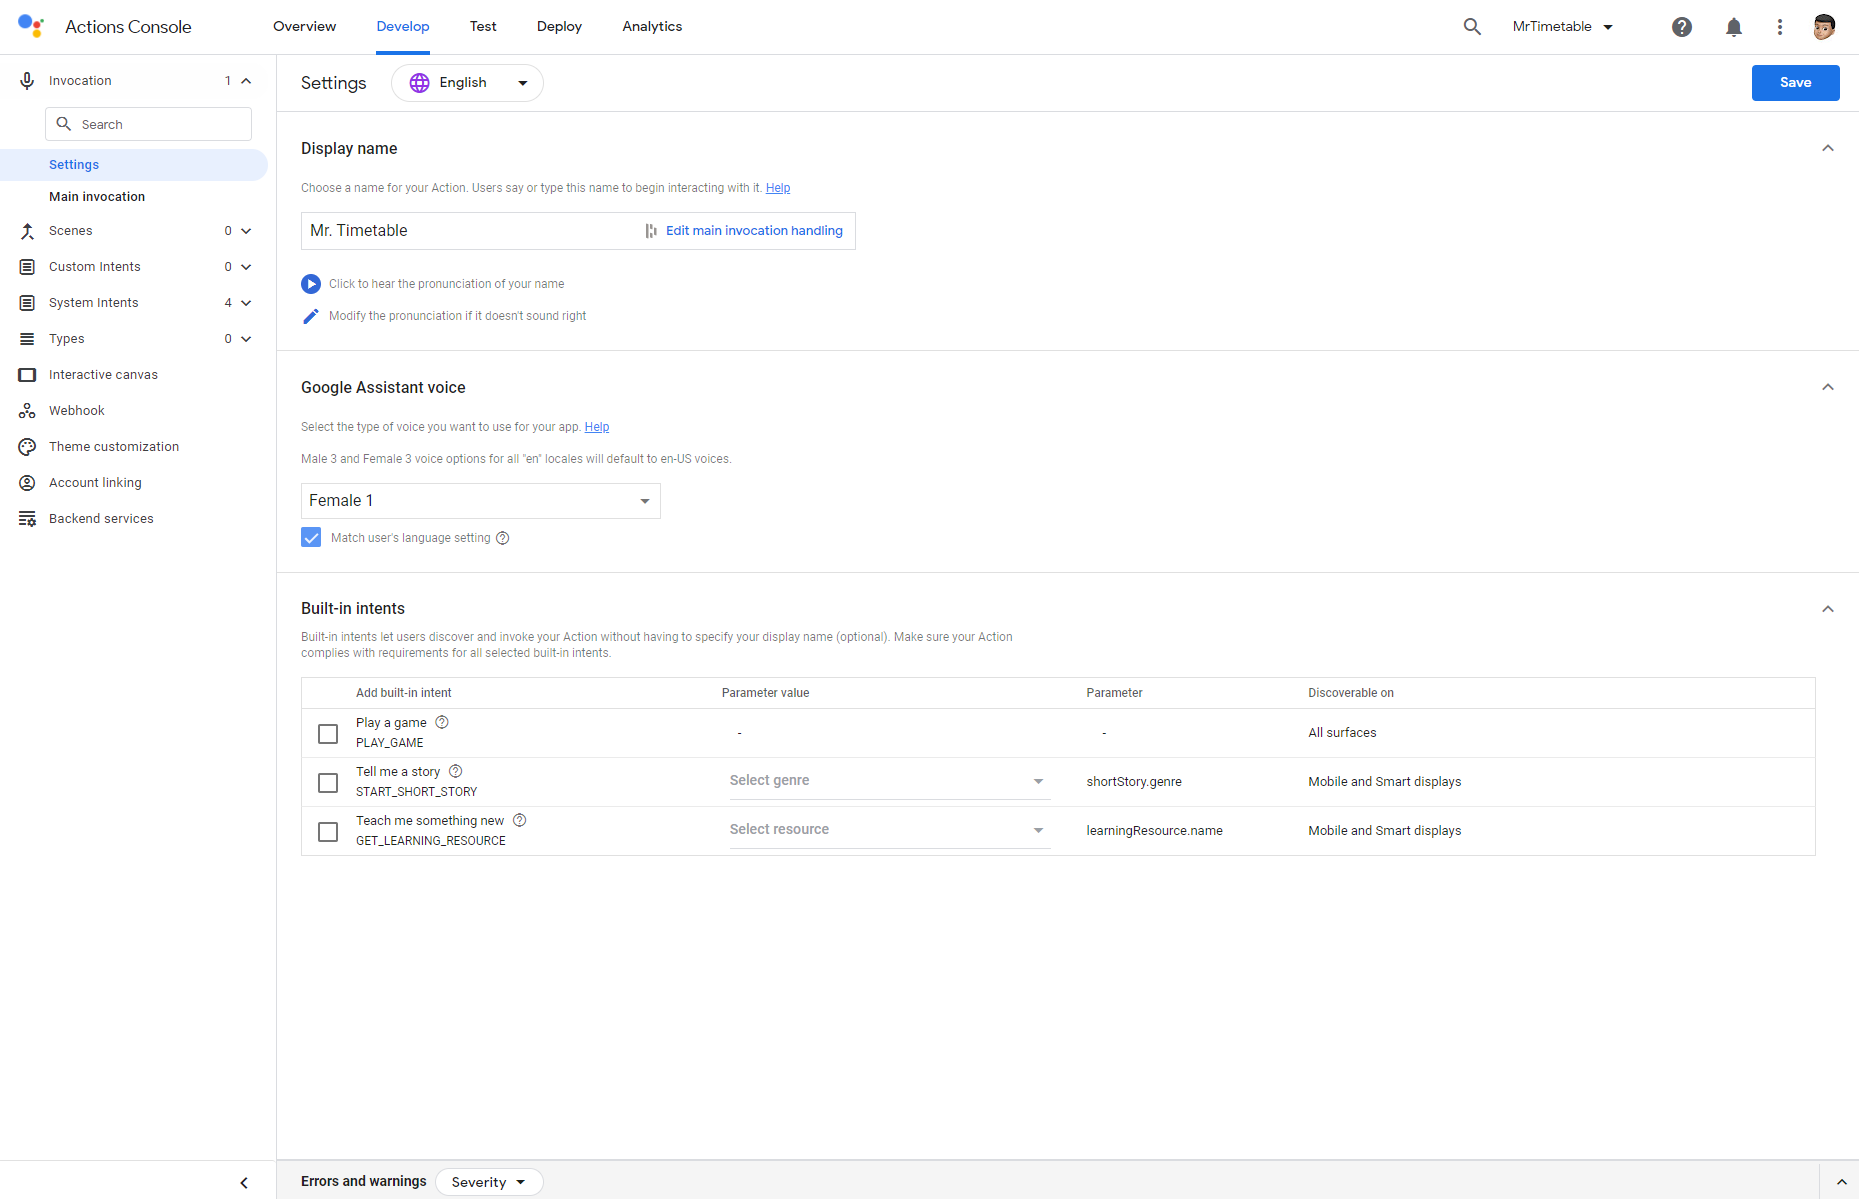 Actions Console
Overview
Develop
Test
Deploy
Analytics
MrTimetable
Invocation 1
Search
Settings
Main invocation
Scenes 0
Custom Intents 0
System Intents 4
Types 0
Interactive canvas
Webhook
Theme customization
Account linking
Backend services
Settings
English
Save
Display name
Choose a name for your Action. Users say or type this name to begin interacting with it. Help
Mr. Timetable
Edit main invocation handling
Click to hear the pronunciation of your name
Modify the pronunciation if it doesn't sound right
Google Assistant voice
Select the type of voice you want to use for your app. Help
Male 3 and Female 3 voice options for all "en" locales will default to en-US voices.
Female 1
Match user's language setting
Built-in intents
Built-in intents let users discover and invoke your Action without having to specify your display name (optional). Make sure your Action
complies with requirements for all selected built-in intents.
Add built-in intent Parameter value Parameter Discoverable on
Play a game
PLAY_GAME
- - All surfaces
Tell me a story
START_SHORT_STORY
Select genre shortStory.genre Mobile and Smart displays
Teach me something new
GET_LEARNING_RESOURCE
Select resource learningResource.name Mobile and Smart displays
Errors and warnings
Severity